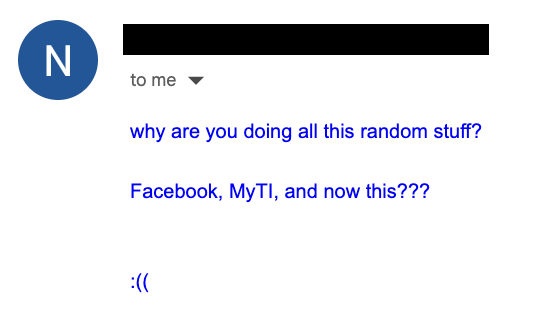 N
to me
why are you doing all this random stuff?
Facebook, MyTI, and now this???
:((